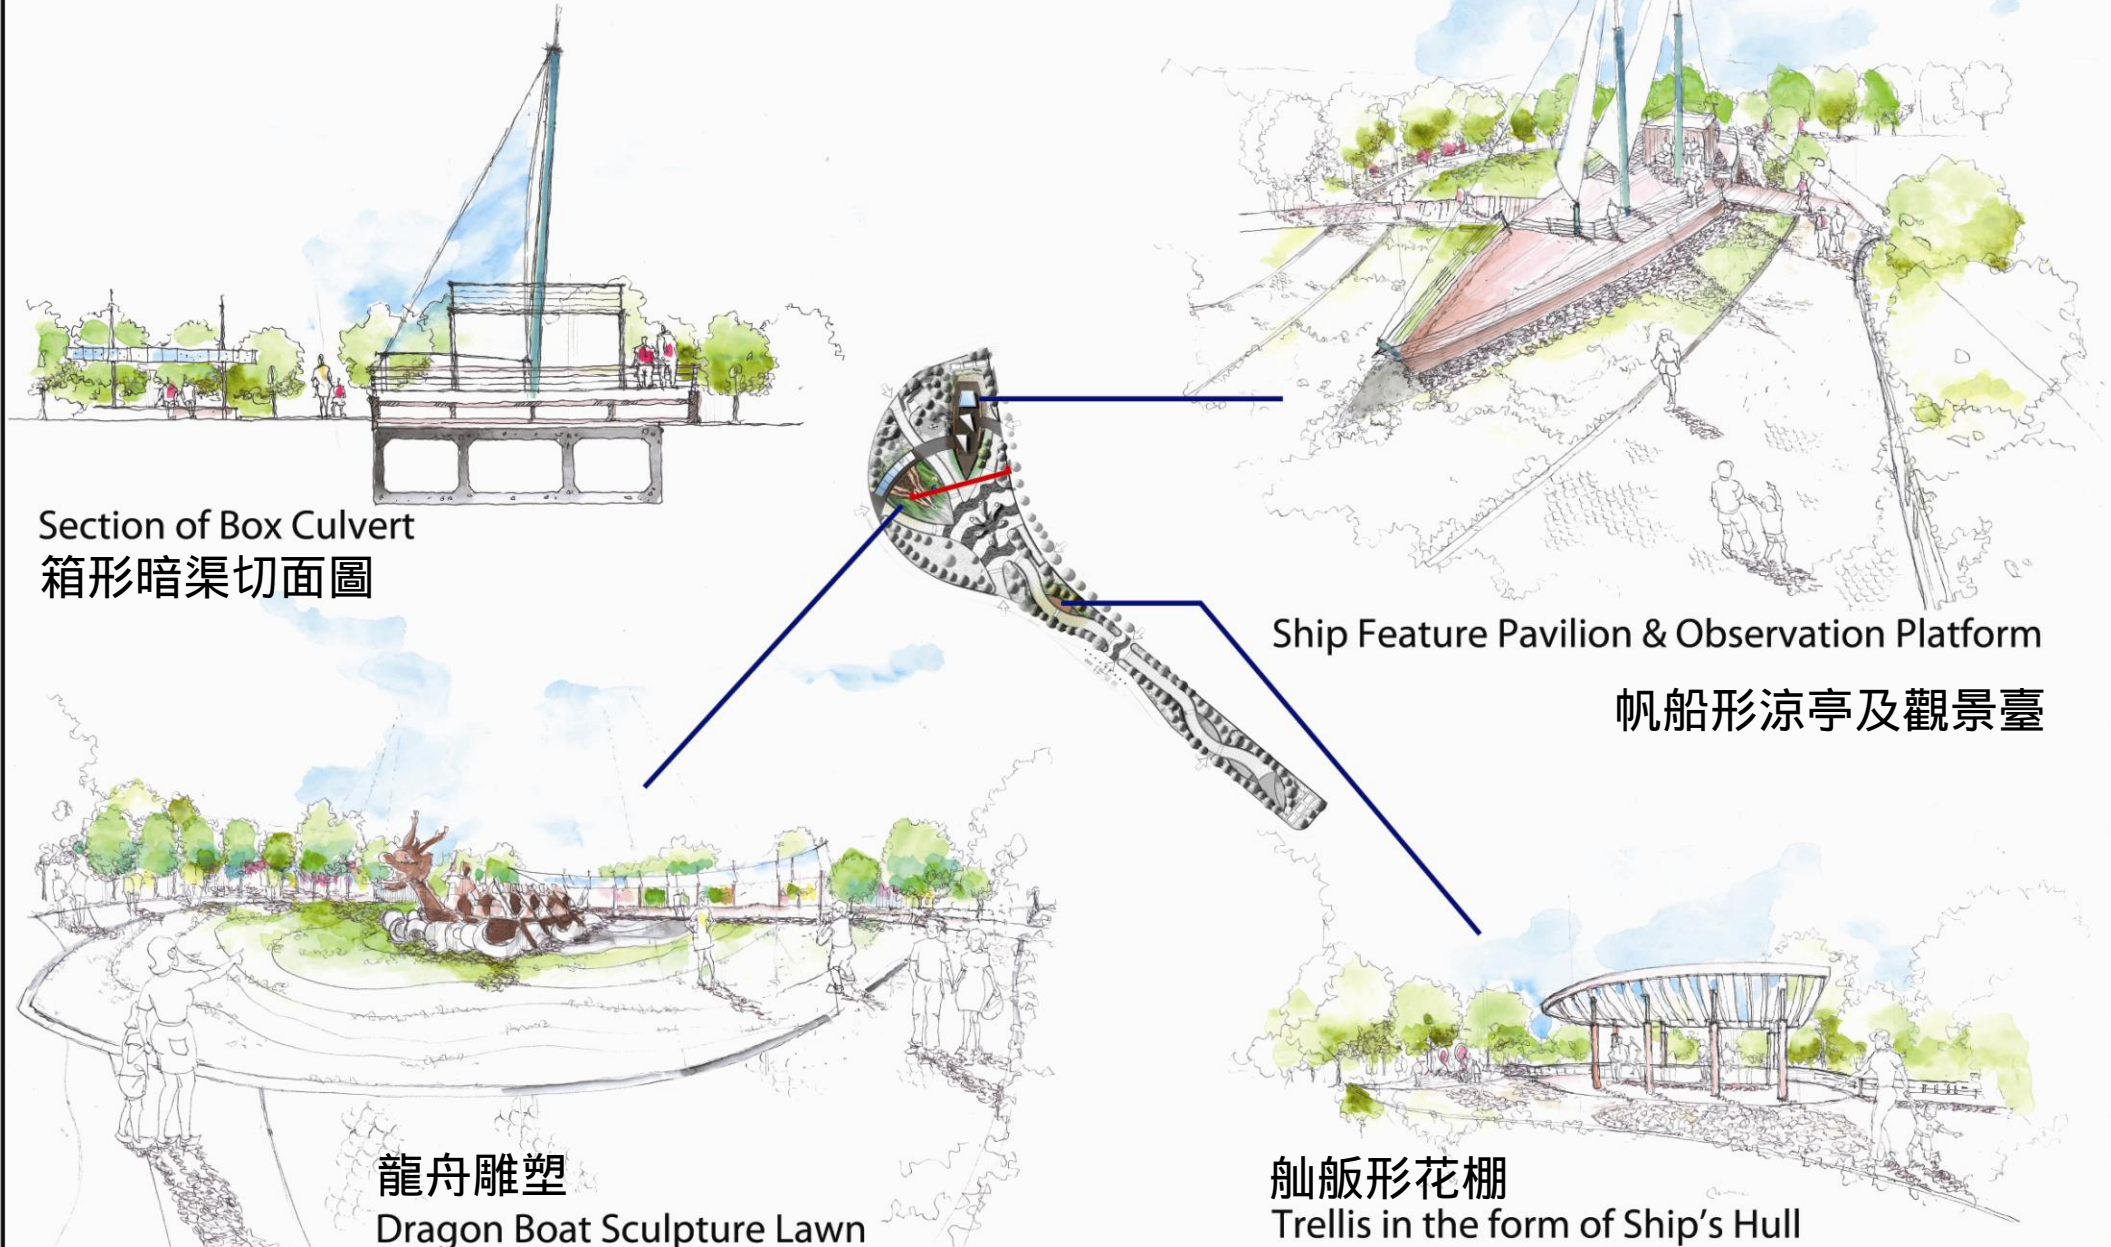 Section of Box Culvert
箱形暗渠切面圖
Ship Feature Pavilion & Observation Platform
帆船形涼亭及觀景臺
龍舟雕塑
Dragon Boat Sculpture Lawn
舢舨形花棚
Trellis in the form of Ship's Hull